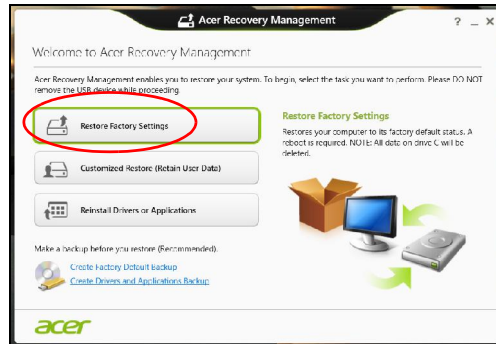 Acer Recovery Management
Welcome to Acer Recovery Management
Acer Recovery Management enables you to restore your system. To begin, select the task you want to perform. Please DO NOT
remove the USB device while proceeding.
Restore Factory Settings
Customized Restore (Retain User Data)
Reinstall Drivers or Applications
Restore Factory Settings
Restores your computer to its factory default status. A
reboot is required. NOTE: All data on drive C will be
deleted.
Make a backup before you restore (Recommended).
Create Factory Default Backup
Create Drivers and Applications Backup
acer